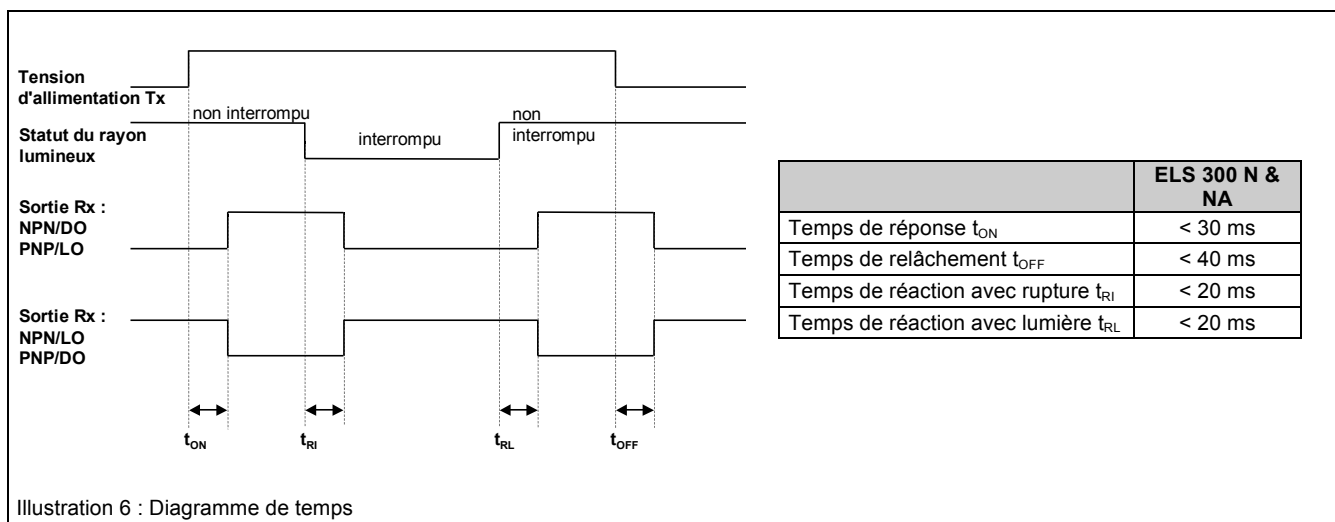 Tension
d'allimentation Tx
non interrompu
non
interrompu
interrompu
Statut du rayon
lumineux
Sortie Rx :
NPN/DO
PNP/LO
Sortie Rx :
NPN/LO
PNP/DO
tON
tRI
tRL
tOFF
ELS 300 N &
NA
Temps de réponse tON < 30 ms
Temps de relâchement tOFF < 40 ms
Temps de réaction avec rupture tRI < 20 ms
Temps de réaction avec lumière tRL < 20 ms
Illustration 6 : Diagramme de temps